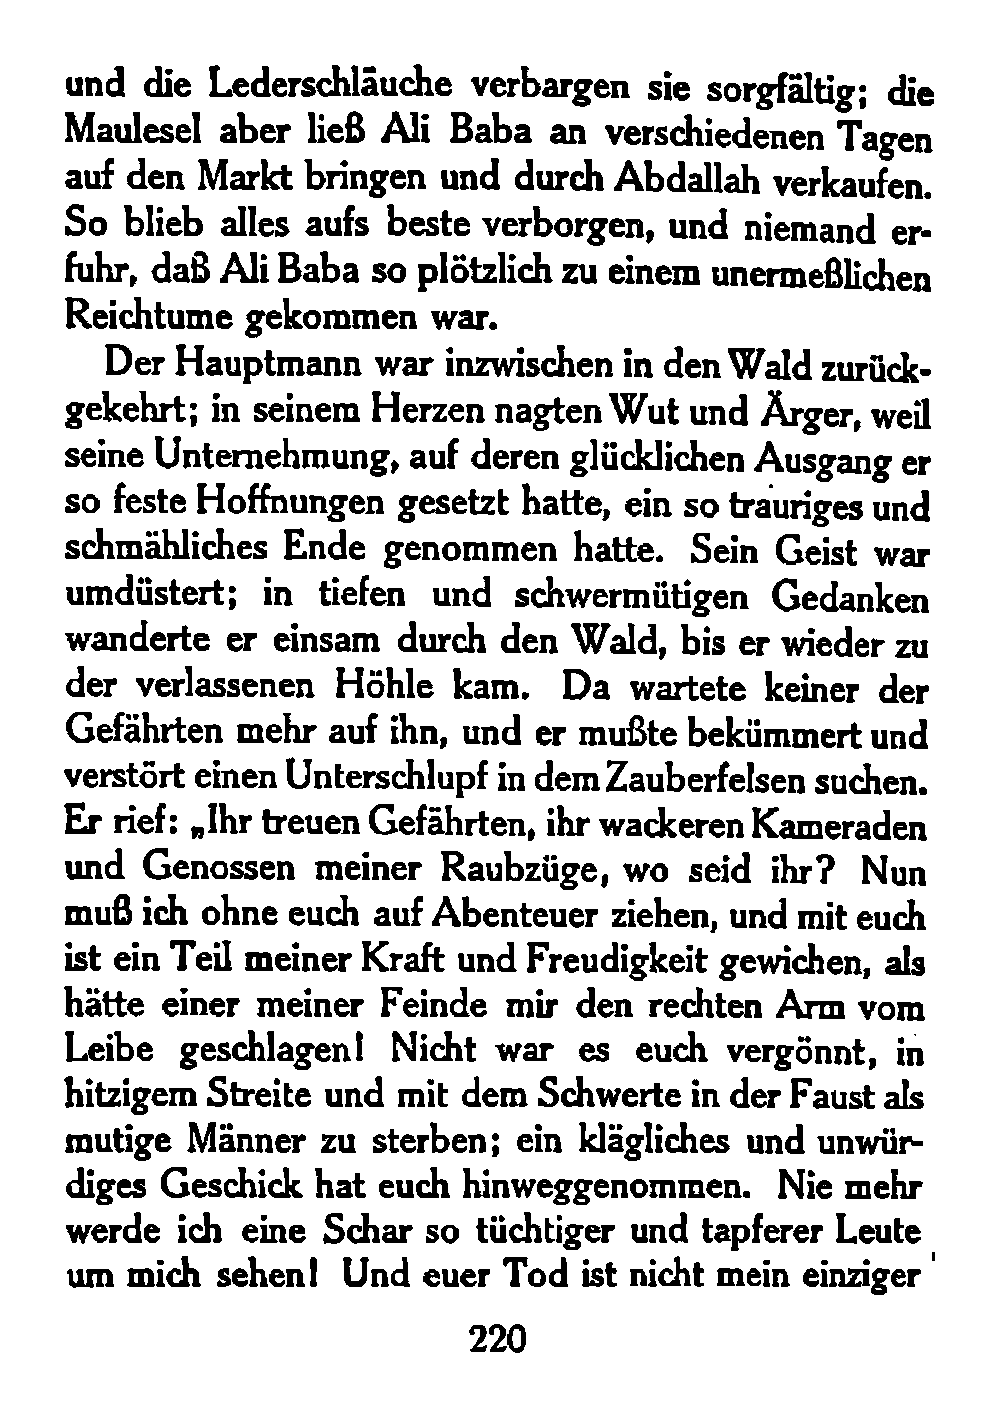 und die Lederschläuche verbargen sie sorgfältig; die
Maulesel aber ließ Ali Baba an verschiedenen Tagen
auf den Markt bringen und durch Abdallah verkaufen.
So blieb alles aufs beste verborgen, und niemand er-
fuhr, daß Ali Baba so plötzlich zu einem unermeßlichen
Reichtume gekommen war.
Der Hauptmann war inzwischen in den Wald zurück-
gekehrt; in seinem Herzen nagten Wut und Ärger, weil
seine Unternehmung, auf deren glücklichen Ausgang er
so feste Hoffnungen gesetzt hatte, ein so trauriges und
schmähliches Ende genommen hatte. Sein Geist war
umdüstert; in tiefen und schwermütigen Gedanken
wanderte er einsam durch den Wald, bis er wieder zu
der verlassenen Höhle kam. Da wartete keiner der
Gefährten mehr auf ihn, und er mußte bekümmert und
verstört einen Unterschlupf in dem Zauberfelsen suchen.
Er rief: „Ihr treuen Gefährten, ihr wackeren Kameraden
und Genossen meiner Raubzüge, wo seid ihr? Nun
muß ich ohne euch auf Abenteuer ziehen, und mit euch
ist ein Teil meiner Kraft und Freudigkeit gewichen, als
hätte einer meiner Feinde mir den rechten Arm vom
Leibe geschlagen! Nicht war es euch vergönnt, in
hitzigem Streite und mit dem Schwerte in der Faust als
mutige Männer zu sterben; ein klägliches und unwür-
diges Geschick hat euch hinweggenommen. Nie mehr
werde ich eine Schar so tüchtiger und tapferer Leute
um mich sehen! Und euer Tod ist nicht mein einziger
220